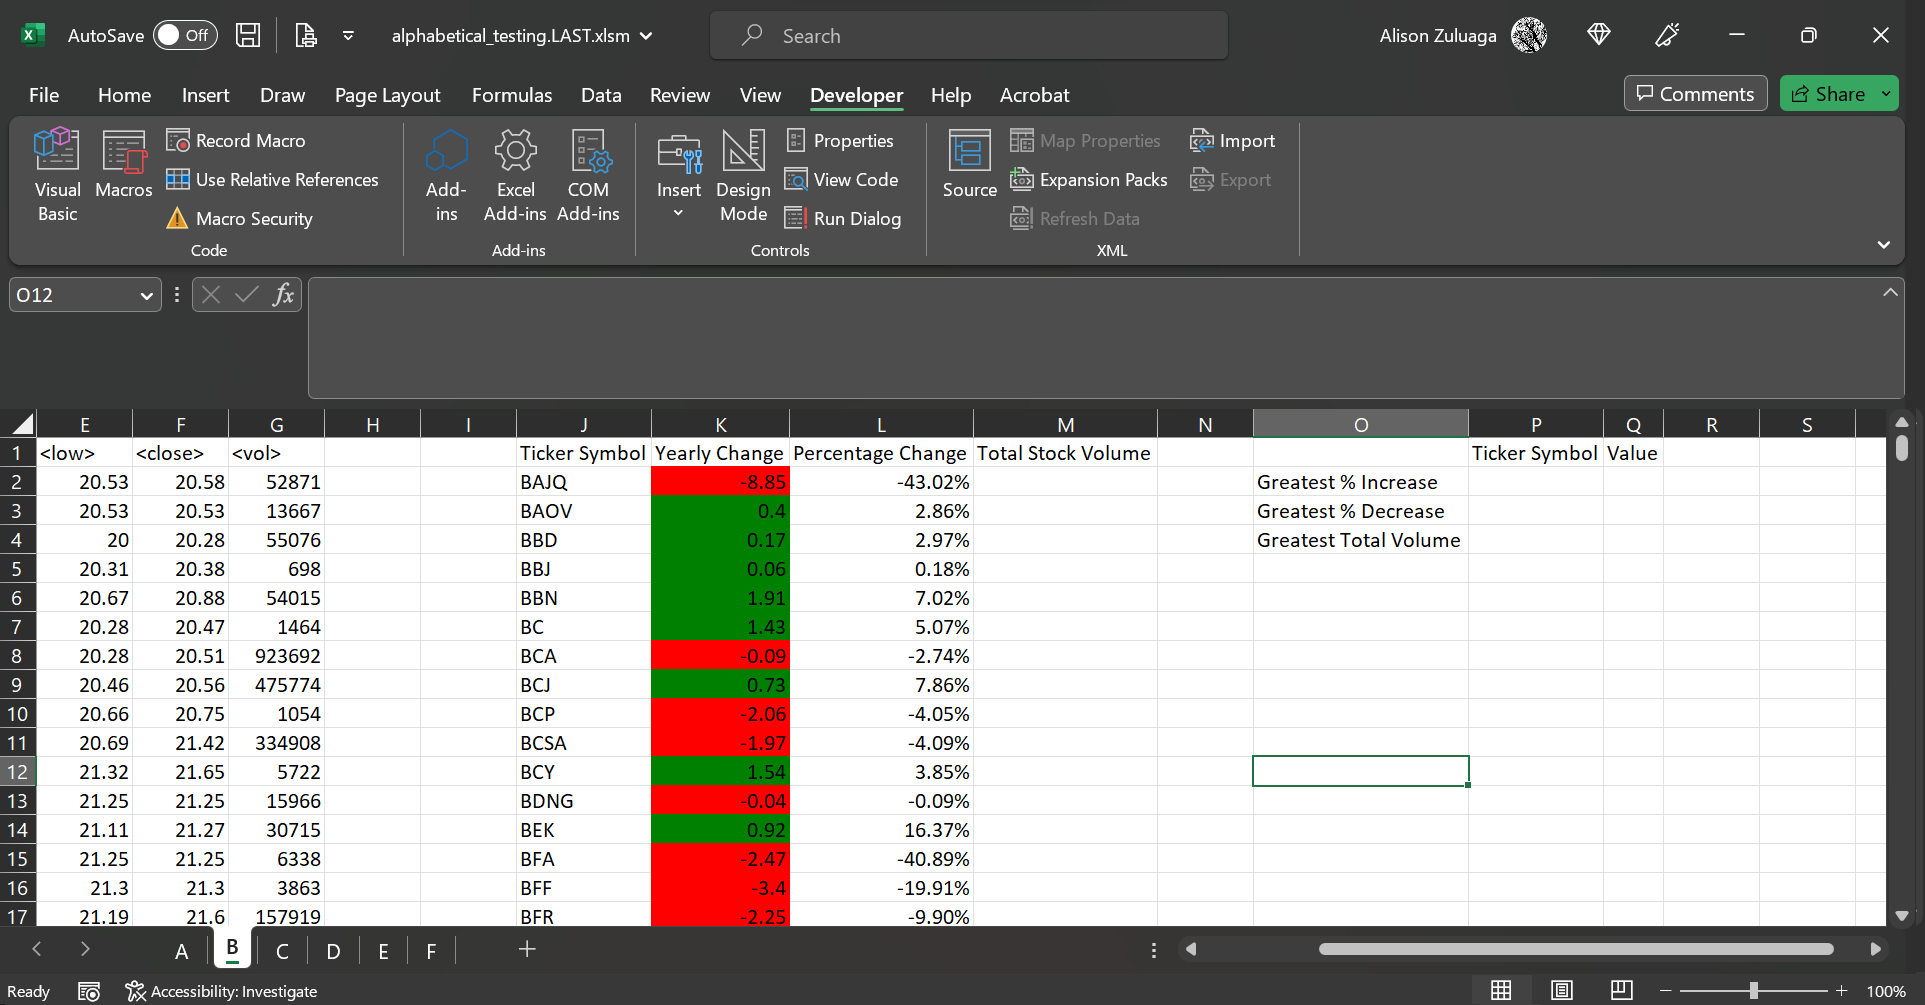 AutoSave Off alphabetical_testing.LAST.xlsm Search Alison Zuluaga
File Home Insert Draw Page Layout Formulas Data Review View Developer Help Acrobat Comments Share
Visual Basic Macros Record Macro Use Relative References Macro Security
Code
Add-ins Excel Add-ins COM Add-ins
Add-ins
Insert Design Mode Properties View Code Run Dialog
Controls
Source Map Properties Expansion Packs Refresh Data Import Export
XML
O12 fx
E F G H I J K L M N O P Q R S
1 <low> <close> <vol> Ticker Symbol Yearly Change Percentage Change Total Stock Volume Ticker Symbol Value
2 20.53 20.58 52871 BAJQ -8.85 -43.02% Greatest % Increase
3 20.53 20.53 13667 BAOV 0.4 2.86% Greatest % Decrease
4 20 20.28 55076 BBD 0.17 2.97% Greatest Total Volume
5 20.31 20.38 698 BBJ 0.06 0.18%
6 20.67 20.88 54015 BBN 1.91 7.02%
7 20.28 20.47 1464 BC 1.43 5.07%
8 20.28 20.51 923692 BCA -0.09 -2.74%
9 20.46 20.56 475774 BCJ 0.73 7.86%
10 20.66 20.75 1054 BCP -2.06 -4.05%
11 20.69 21.42 334908 BCSA -1.97 -4.09%
12 21.32 21.65 5722 BCY 1.54 3.85%
13 21.25 21.25 15966 BDNG -0.04 -0.09%
14 21.11 21.27 30715 BEK 0.92 16.37%
15 21.25 21.25 6338 BFA -2.47 -40.89%
16 21.3 21.3 3863 BFF -3.4 -19.91%
17 21.19 21.6 157919 BFR -2.25 -9.90%
A B C D E F
Ready Accessibility: Investigate 100%